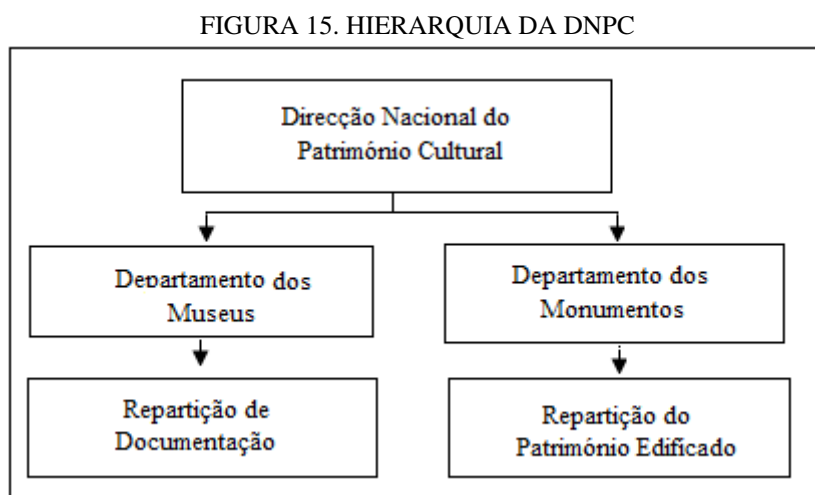 FIGURA 15. HIERARQUIA DA DNPC
Direcção Nacional do
Património Cultural
Departamento dos
Museus
Departamento dos
Monumentos
Repartição de
Documentação
Repartição do
Património Edificado